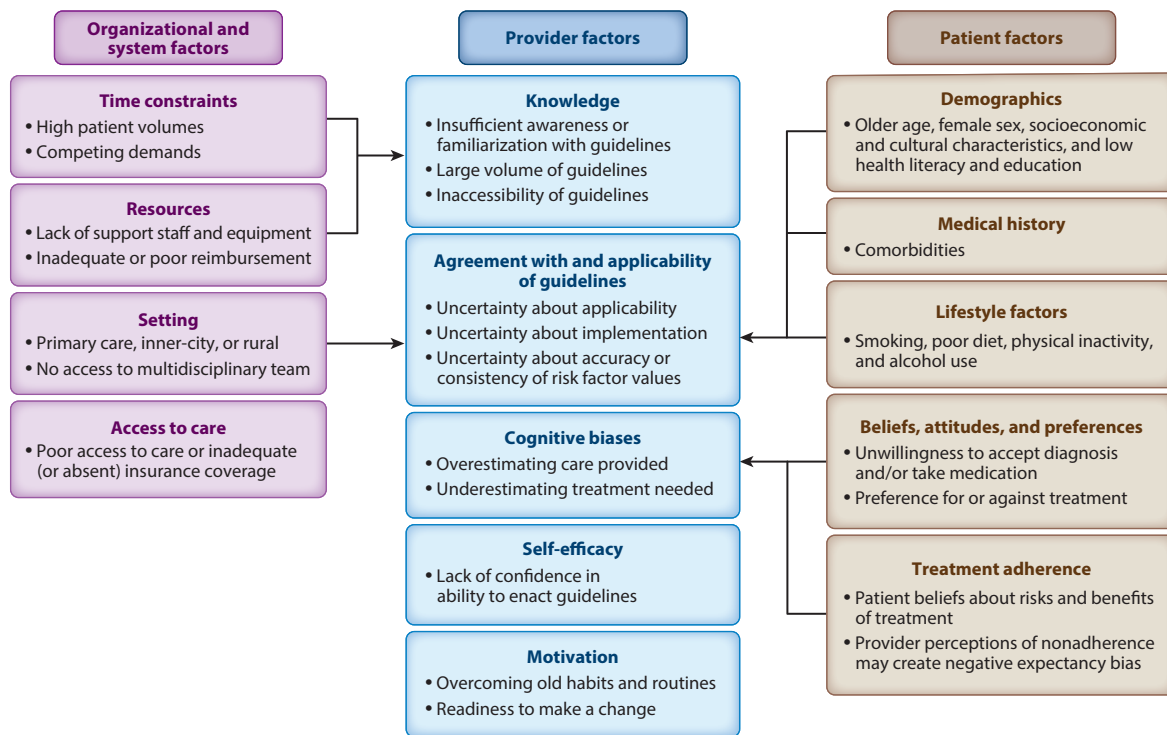 Organizational and
system factors
Time constraints
• High patient volumes
• Competing demands
Resources
• Lack of support staff and equipment
• Inadequate or poor reimbursement
Setting
• Primary care, inner-city, or rural
• No access to multidisciplinary team
Access to care
• Poor access to care or inadequate
(or absent) insurance coverage
Provider factors
Knowledge
• Insufficient awareness or
familiarization with guidelines
• Large volume of guidelines
• Inaccessibility of guidelines
Agreement with and applicability
of guidelines
• Uncertainty about applicability
• Uncertainty about implementation
• Uncertainty about accuracy or
consistency of risk factor values
Cognitive biases
• Overestimating care provided
• Underestimating treatment needed
Self-efficacy
• Lack of confidence in
ability to enact guidelines
Motivation
• Overcoming old habits and routines
• Readiness to make a change
Patient factors
Demographics
• Older age, female sex, socioeconomic
and cultural characteristics, and low
health literacy and education
Medical history
• Comorbidities
Lifestyle factors
• Smoking, poor diet, physical inactivity,
and alcohol use
Beliefs, attitudes, and preferences
• Unwillingness to accept diagnosis
and/or take medication
• Preference for or against treatment
Treatment adherence
• Patient beliefs about risks and benefits
of treatment
• Provider perceptions of nonadherence
may create negative expectancy bias